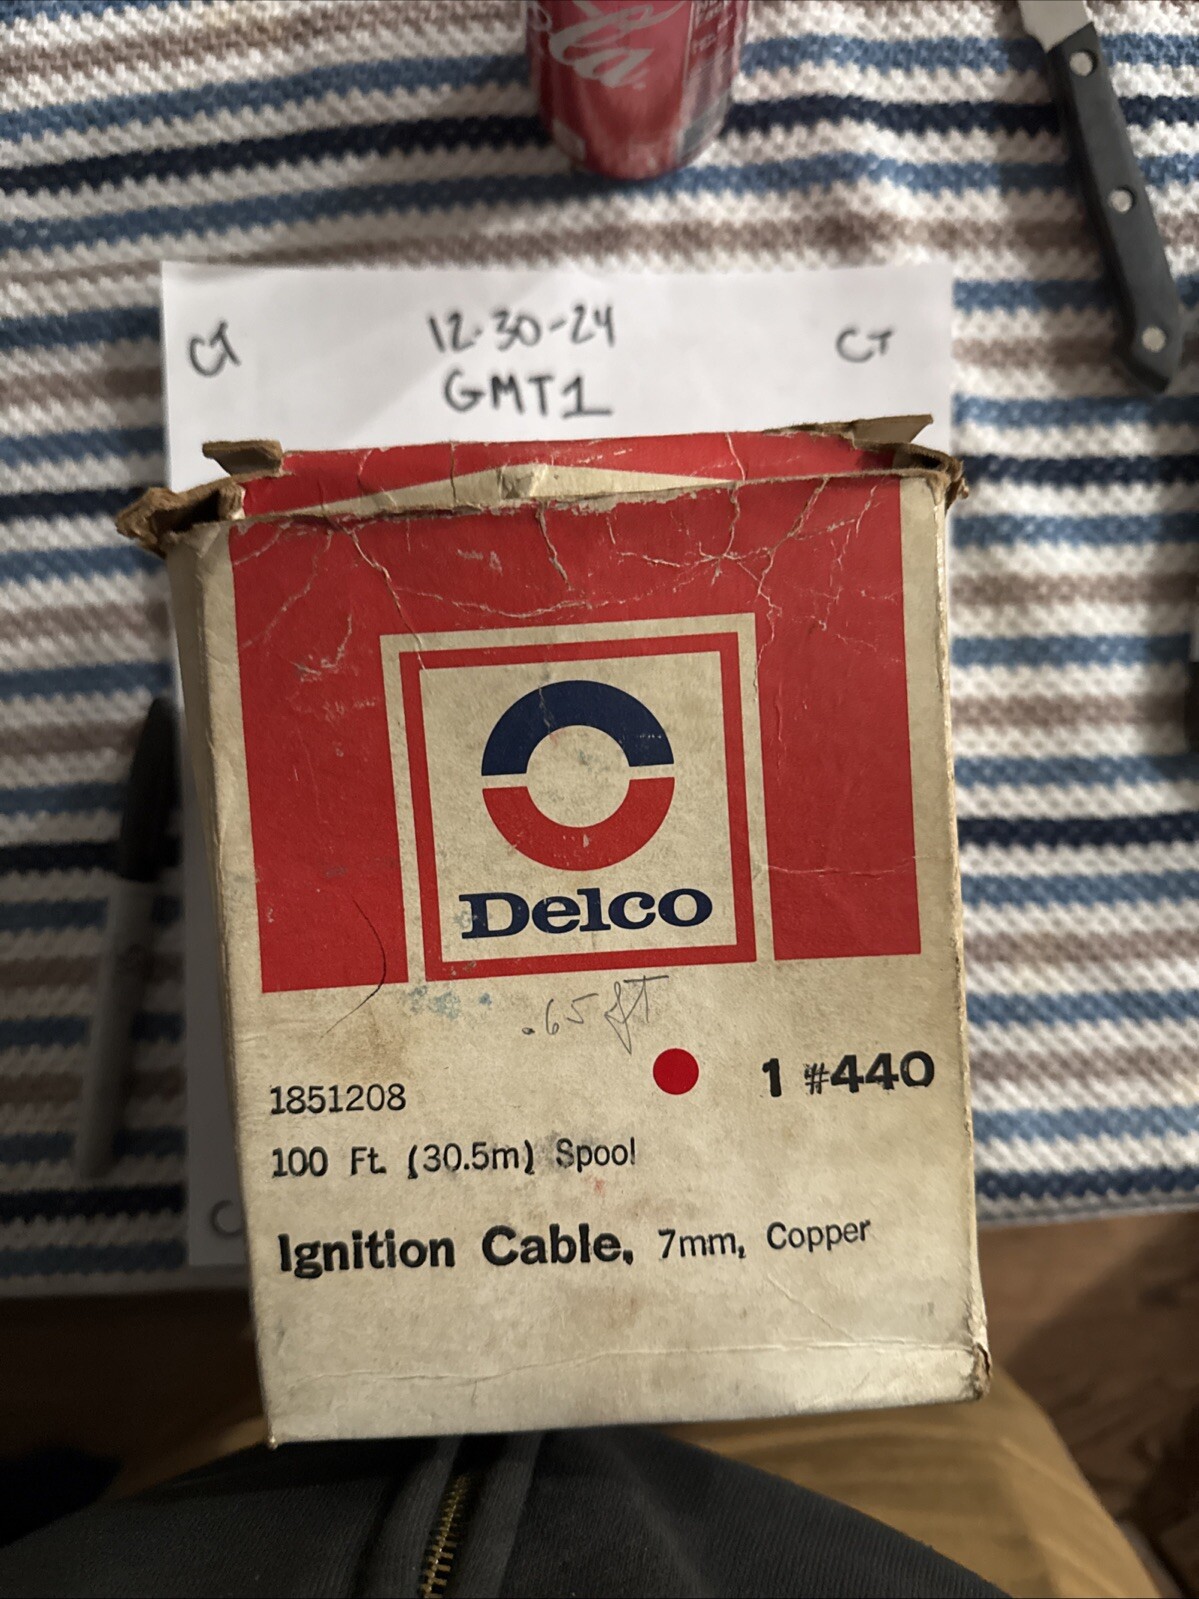 CT 12-30-24 CT
GMT1
Delco
.65 ft
1851208 1 #440
100 Ft. (30.5m) Spool
Ignition Cable, 7mm, Copper